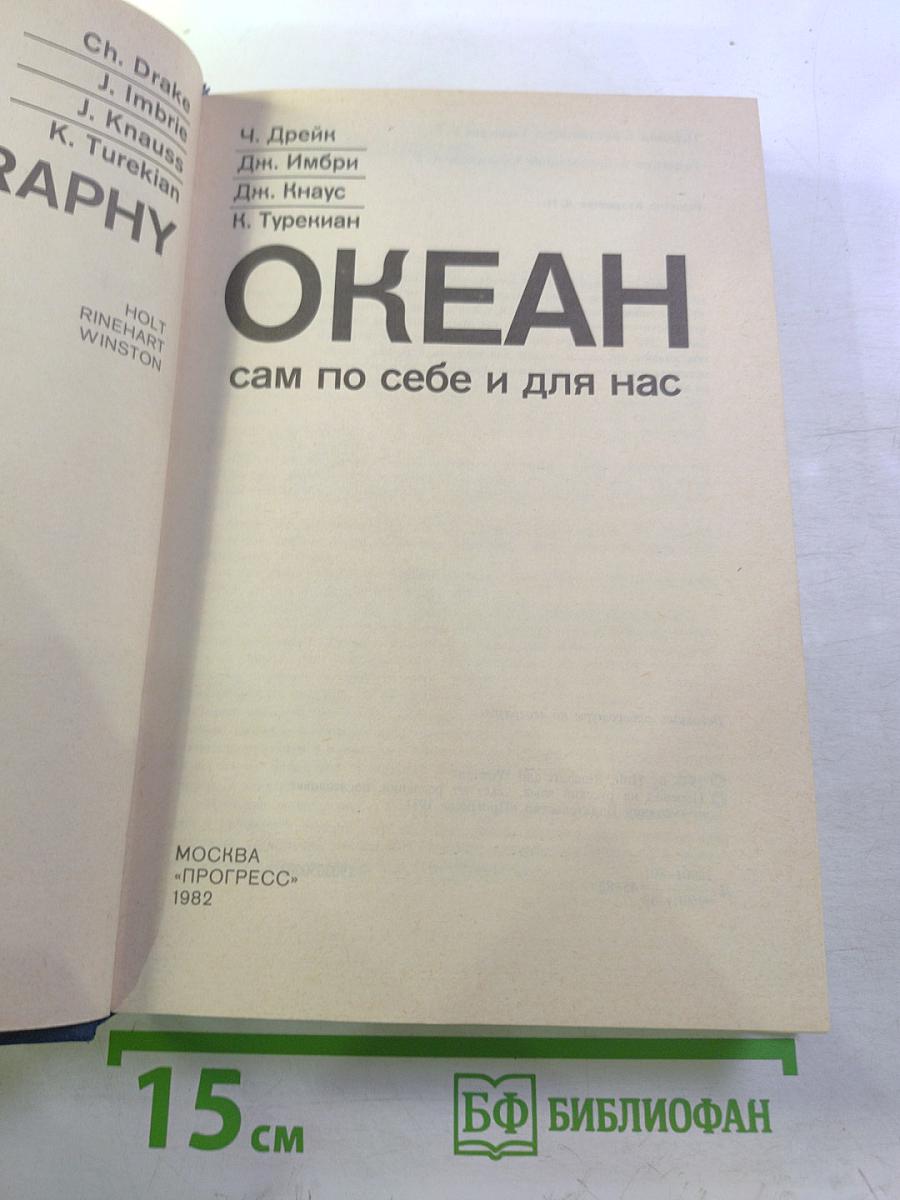 Ch. Drake
J. Imbrie
J. Knauss
K. Turekian
RAPHY
HOLT
RINEHART
WINSTON
Ч. Дрейк
Дж. Имбри
Дж. Кнаус
К. Турекиан
ОКЕАН
сам по себе и для нас
МОСКВА
«ПРОГРЕСС»
1982
15 см
БФ БИБЛИОФАН